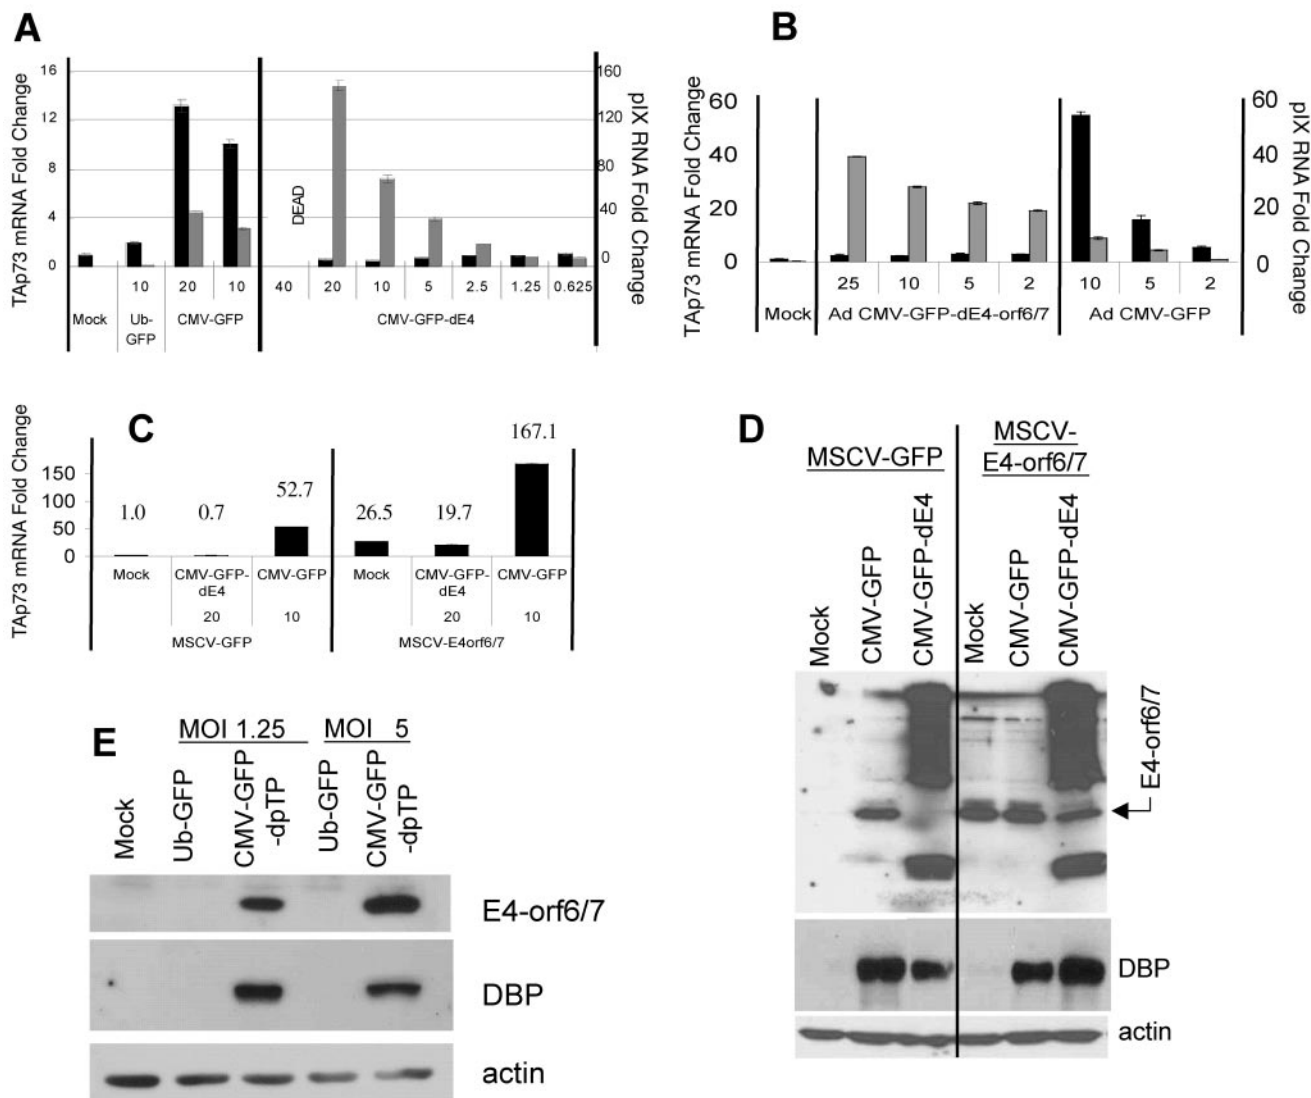 A
TAp73 mRNA Fold Change
16
12
8
4
0
160
120
80
40
0
pIX RNA Fold Change
DEAD
10
20
10
40
20
10
5
2.5
1.25
0.625
Mock
Ub-
GFP
CMV-GFP
CMV-GFP-dE4
B
TAp73 mRNA Fold Change
60
40
20
0
60
40
20
0
pIX RNA Fold Change
25
10
5
2
10
5
2
Mock
Ad CMV-GFP-dE4-orf6/7
Ad CMV-GFP
C
TAp73 mRNA Fold Change
150
100
50
0
1.0
0.7
52.7
26.5
19.7
167.1
Mock
CMV-GFP-
dE4
CMV-GFP
Mock
CMV-GFP-
dE4
CMV-GFP
20
10
20
10
MSCV-GFP
MSCV-E4orf6/7
D
MSCV-GFP
MSCV-
E4-orf6/7
Mock
CMV-GFP
CMV-GFP-dE4
Mock
CMV-GFP
CMV-GFP-dE4
E4-orf6/7
DBP
actin
E
MOI 1.25
MOI 5
Mock
Ub-GFP
CMV-GFP
-dpTP
Ub-GFP
CMV-GFP
-dpTP
E4-orf6/7
DBP
actin